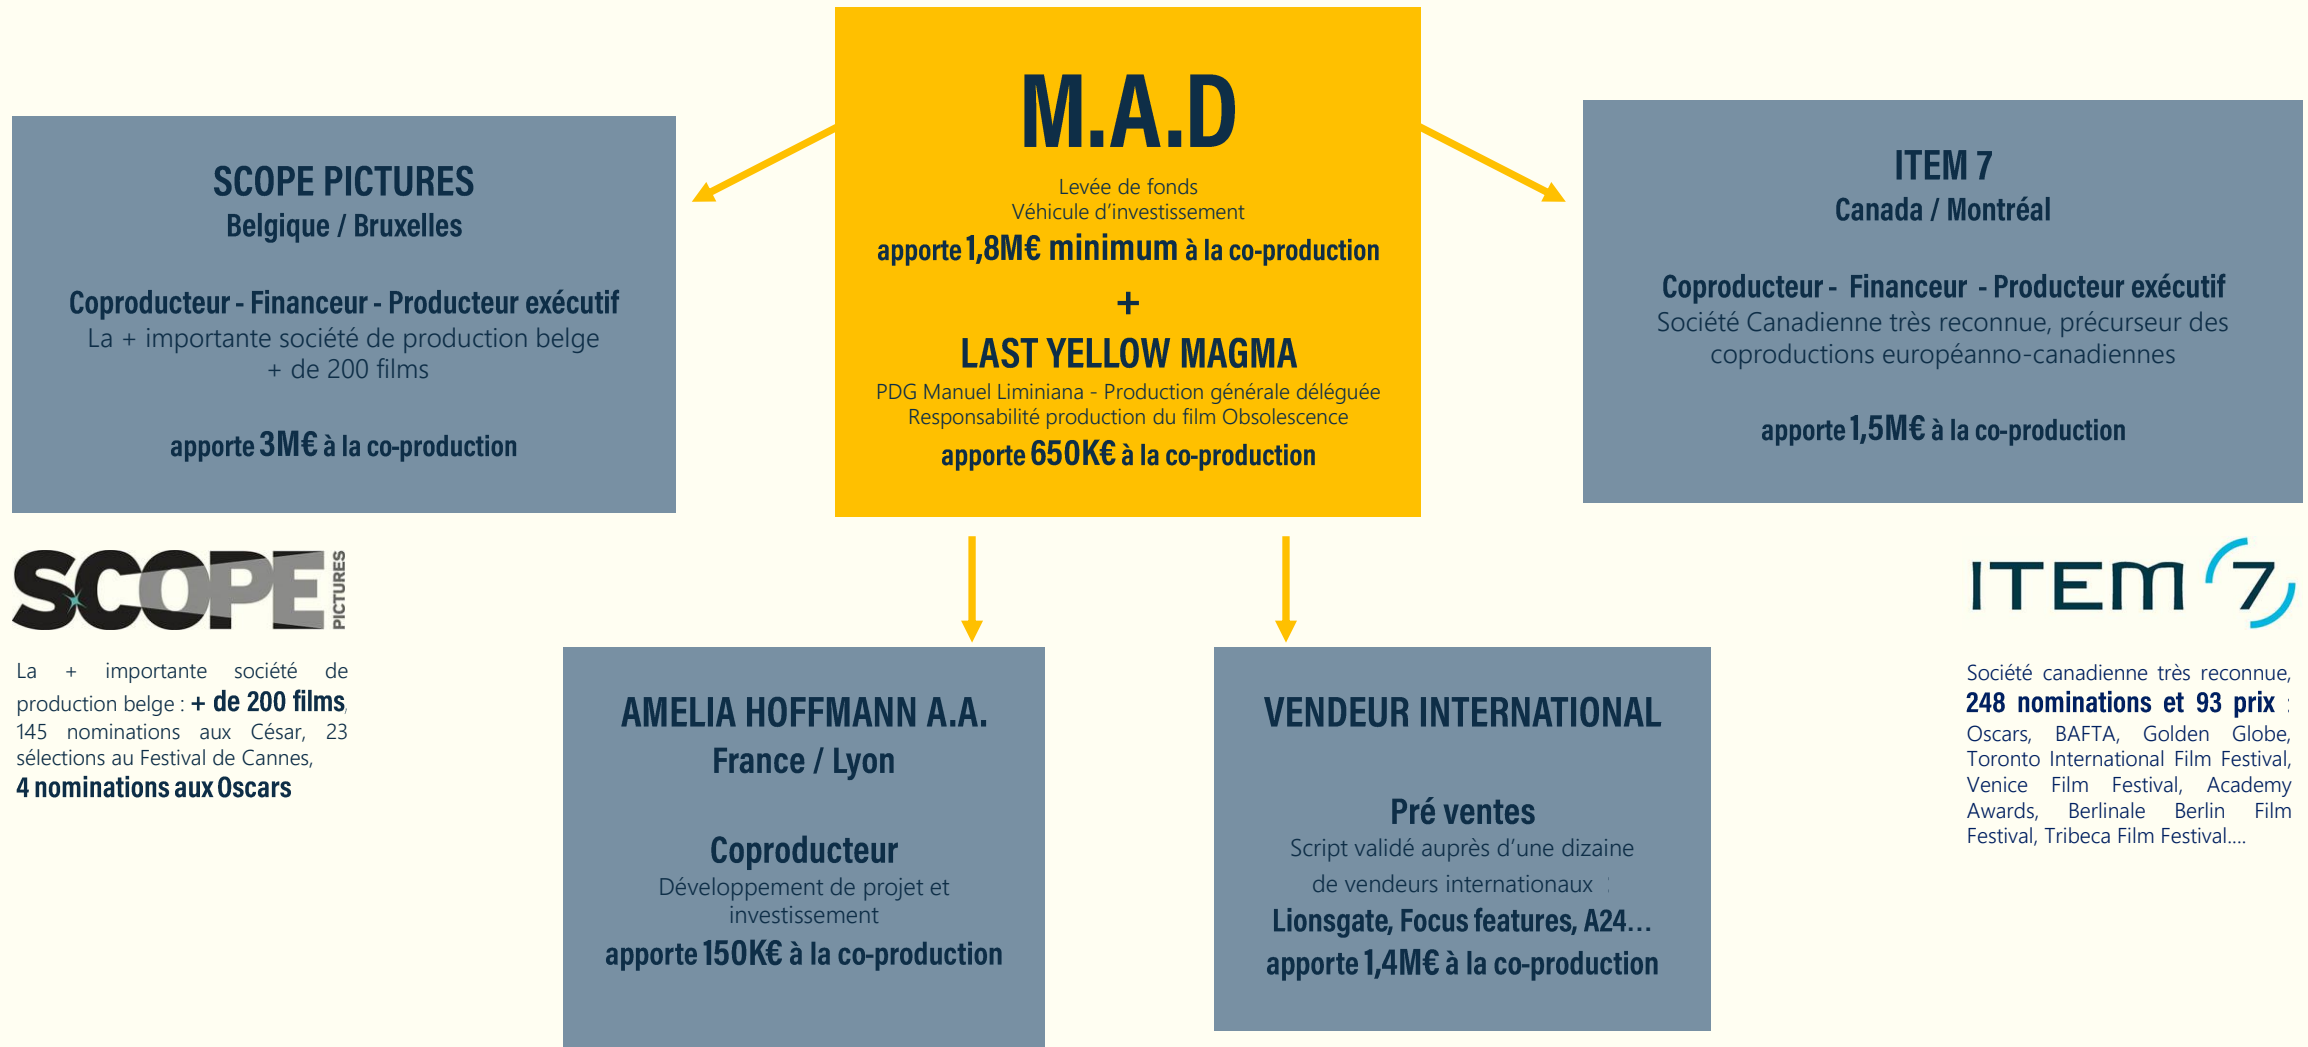 M.A.D
Levée de fonds
Véhicule d'investissement
apporte 1,8M€ minimum à la co-production
+
LAST YELLOW MAGMA
PDG Manuel Liminiana - Production générale déléguée
Responsabilité production du film Obsolescence
apporte 650K€ à la co-production
SCOPE PICTURES
Belgique / Bruxelles
Coproducteur - Financeur - Producteur exécutif
La + importante société de production belge
+ de 200 films
apporte 3M€ à la co-production
ITEM 7
Canada / Montréal
Coproducteur - Financeur - Producteur exécutif
Société Canadienne très reconnue, précurseur des
coproductions européanno-canadiennes
apporte 1,5M€ à la co-production
SCOPE PICTURES
La + importante société de
production belge : + de 200 films,
145 nominations aux César, 23
sélections au Festival de Cannes,
4 nominations aux Oscars
AMELIA HOFFMANN A.A.
France / Lyon
Coproducteur
Développement de projet et
investissement
apporte 150K€ à la co-production
VENDEUR INTERNATIONAL
Pré ventes
Script validé auprès d'une dizaine
de vendeurs internationaux :
Lionsgate, Focus features, A24...
apporte 1,4M€ à la co-production
ITEM 7
Société canadienne très reconnue,
248 nominations et 93 prix :
Oscars, BAFTA, Golden Globe,
Toronto International Film Festival,
Venice Film Festival, Academy
Awards, Berlinale Berlin Film
Festival, Tribeca Film Festival....